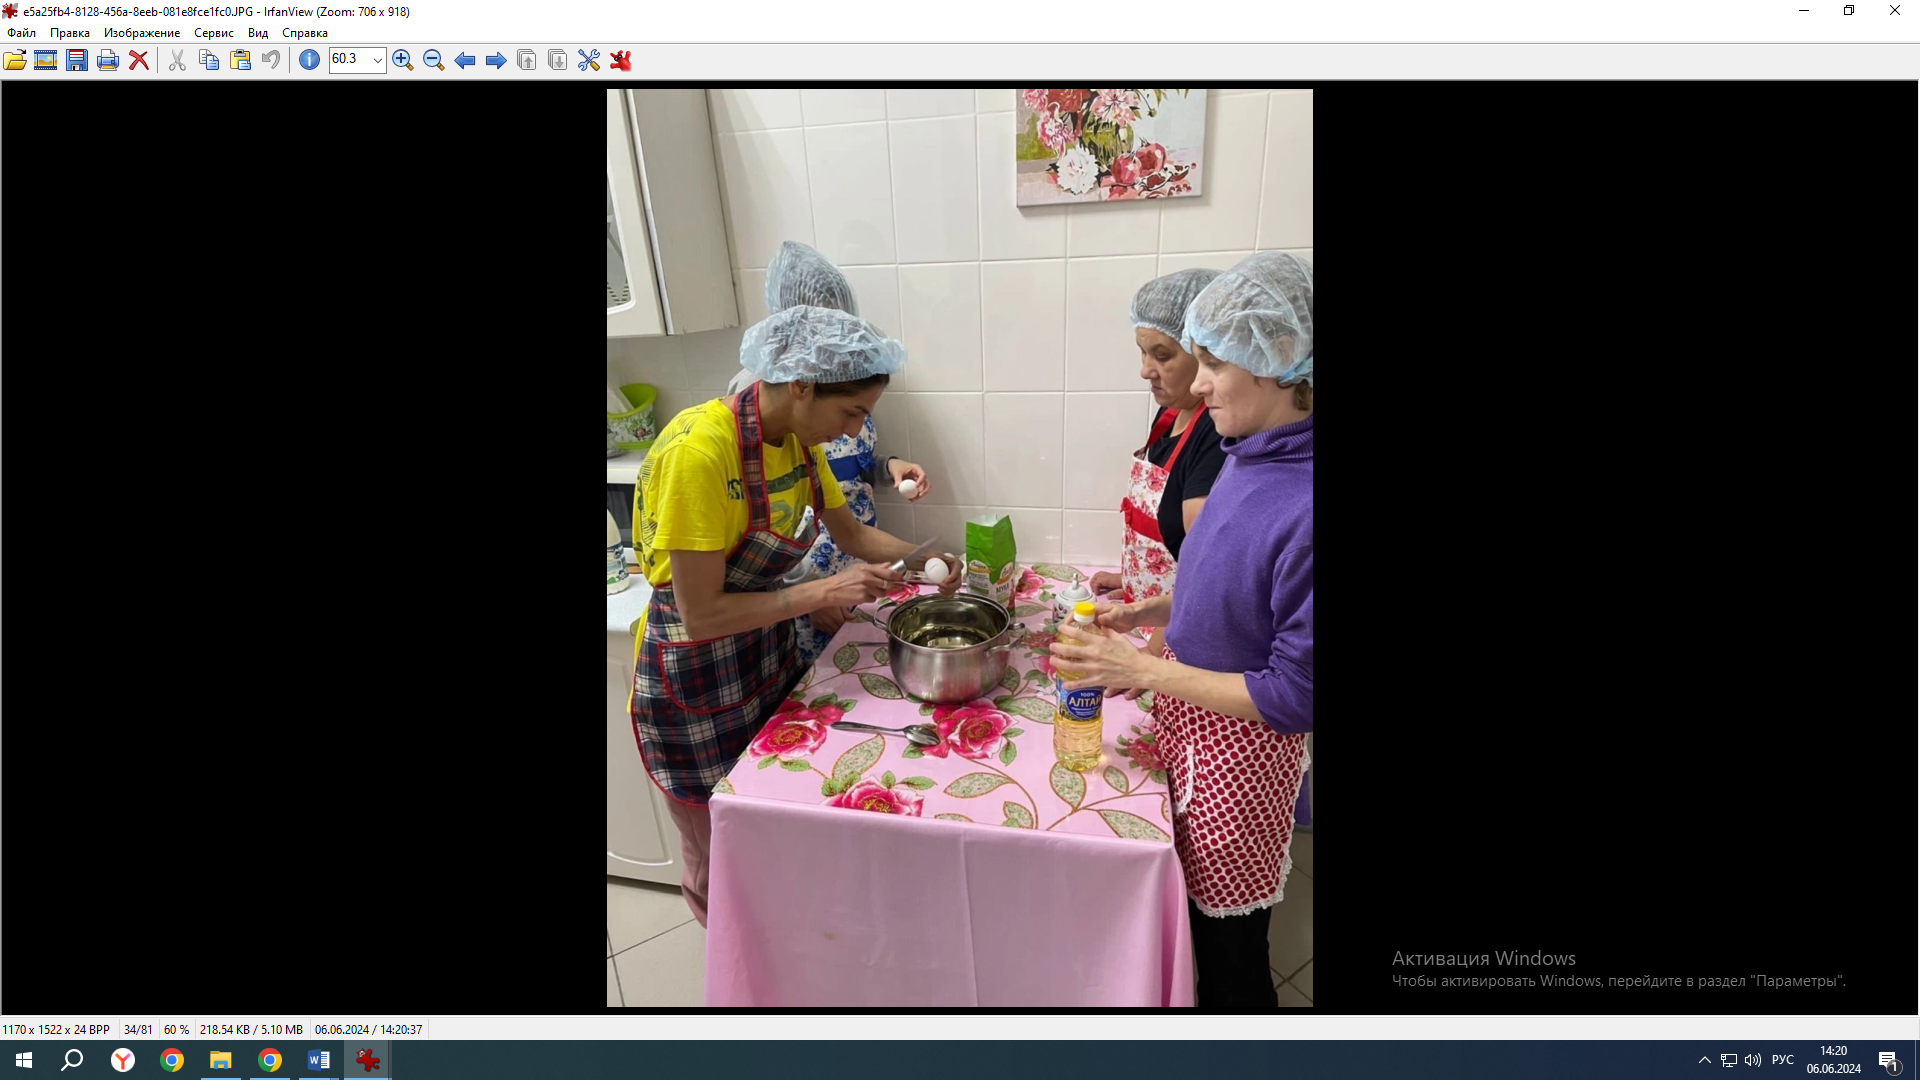 e5a25fb4-8128-456a-8eeb-081e8fce1fc0.JPG - IrfanView (Zoom: 706 x 918)
Файл Правка Изображение Сервис Вид Справка
60.3
100%
АЛТАЙ
Активация Windows
Чтобы активировать Windows, перейдите в раздел "Параметры".
1170 x 1522 x 24 BPP 34/81 60 % 218.54 KB / 5.10 MB 06.06.2024 / 14:20:37
РУС
14:20
06.06.2024
1